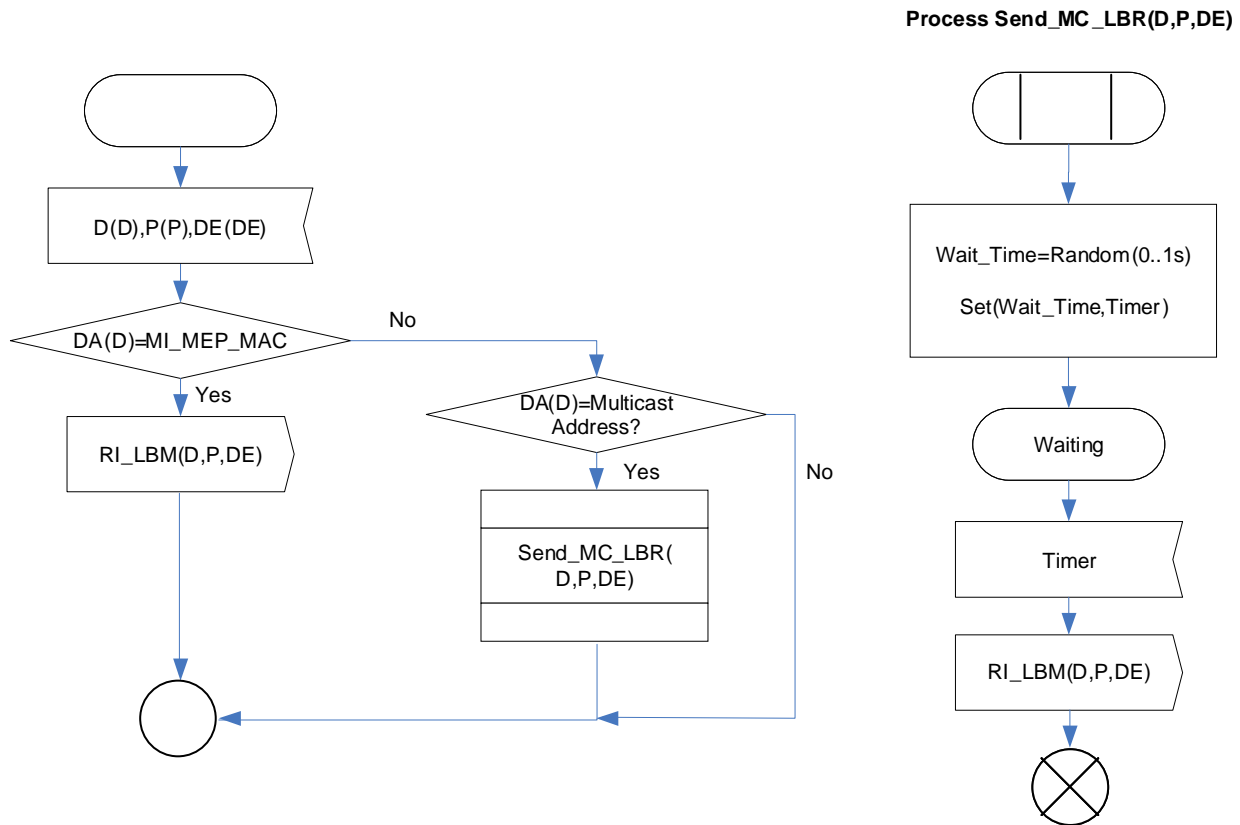 Process Send_MC_LBR(D,P,DE)
D(D),P(P),DE(DE)
DA(D)=MI_MEP_MAC
No
Yes
RI_LBM(D,P,DE)
DA(D)=Multicast
Address?
Yes
No
Send_MC_LBR(
D,P,DE)
Wait_Time=Random(0..1s)
Set(Wait_Time,Timer)
Waiting
Timer
RI_LBM(D,P,DE)